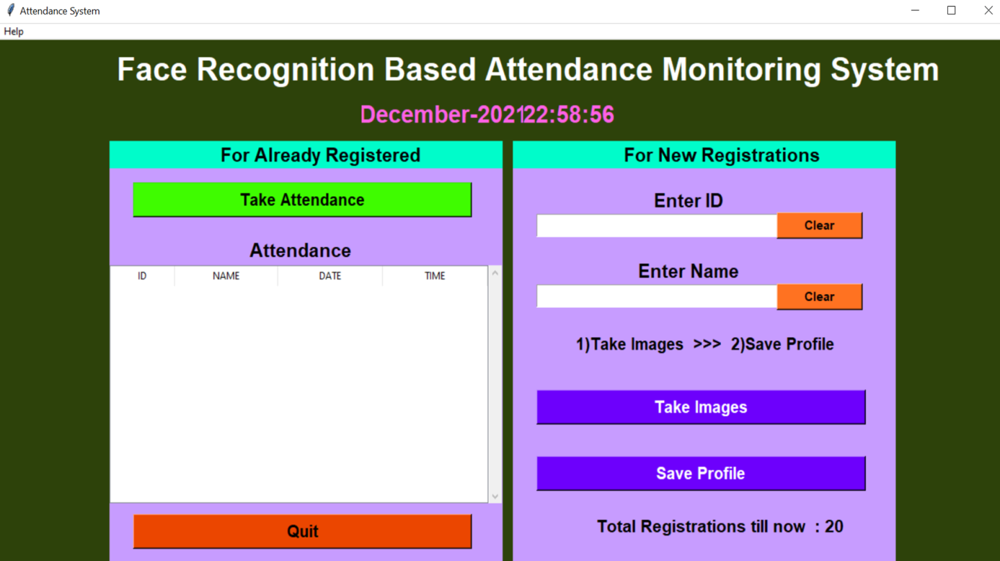 Attendance System
Help
Face Recognition Based Attendance Monitoring System
December-202122:58:56
For Already Registered
Take Attendance
Attendance
ID NAME DATE TIME
Quit
For New Registrations
Enter ID
Clear
Enter Name
Clear
1)Take Images >>> 2)Save Profile
Take Images
Save Profile
Total Registrations till now : 20